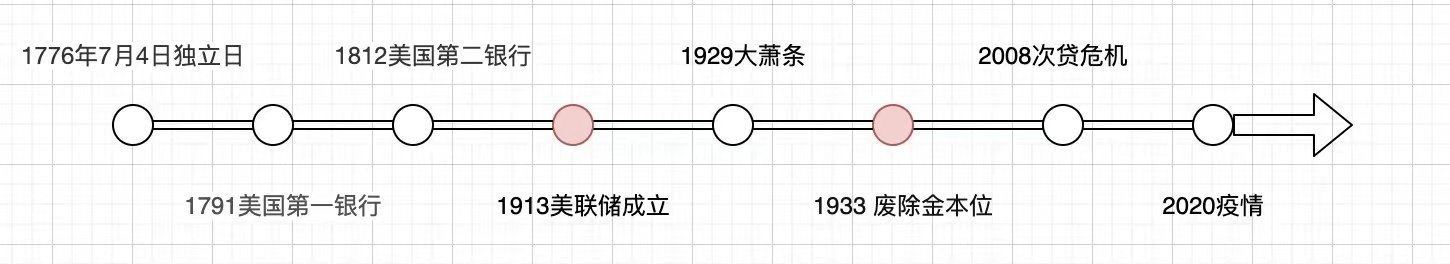 1776年7月4日独立日
1812美国第二银行
1929大萧条
2008次贷危机
1791美国第一银行
1913美联储成立
1933 废除金本位
2020疫情